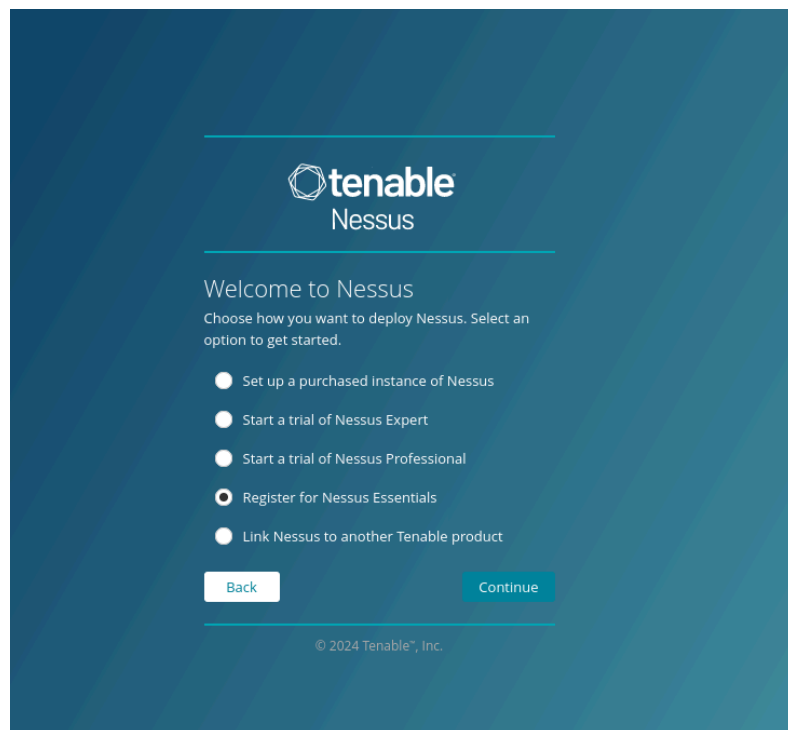 tenable
Nessus
Welcome to Nessus
Choose how you want to deploy Nessus. Select an
option to get started.
Set up a purchased instance of Nessus
Start a trial of Nessus Expert
Start a trial of Nessus Professional
Register for Nessus Essentials
Link Nessus to another Tenable product
Back
Continue
© 2024 Tenable™, Inc.